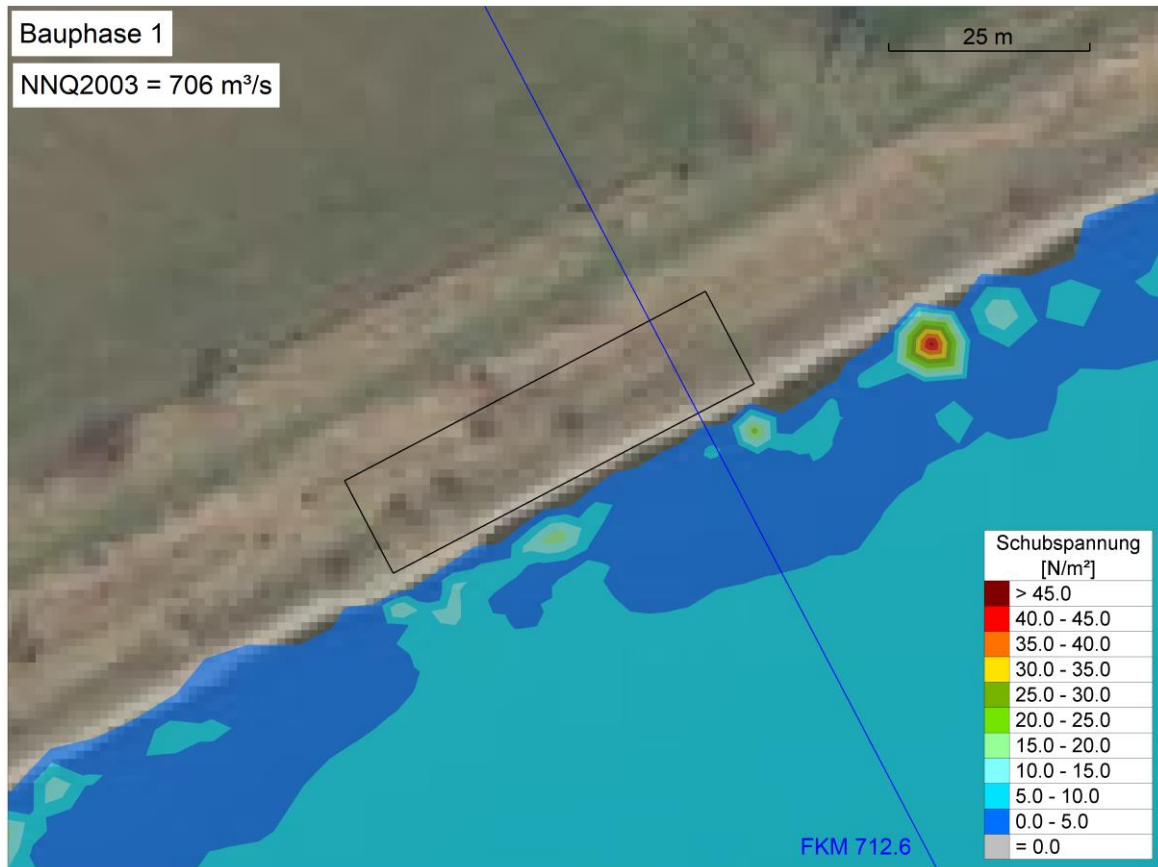 Bauphase 1
NNQ2003 = 706 m³/s
25 m
Schubspannung
[N/m²]
> 45.0
40.0 - 45.0
35.0 - 40.0
30.0 - 35.0
25.0 - 30.0
20.0 - 25.0
15.0 - 20.0
10.0 - 15.0
5.0 - 10.0
0.0 - 5.0
= 0.0
FKM 712.6